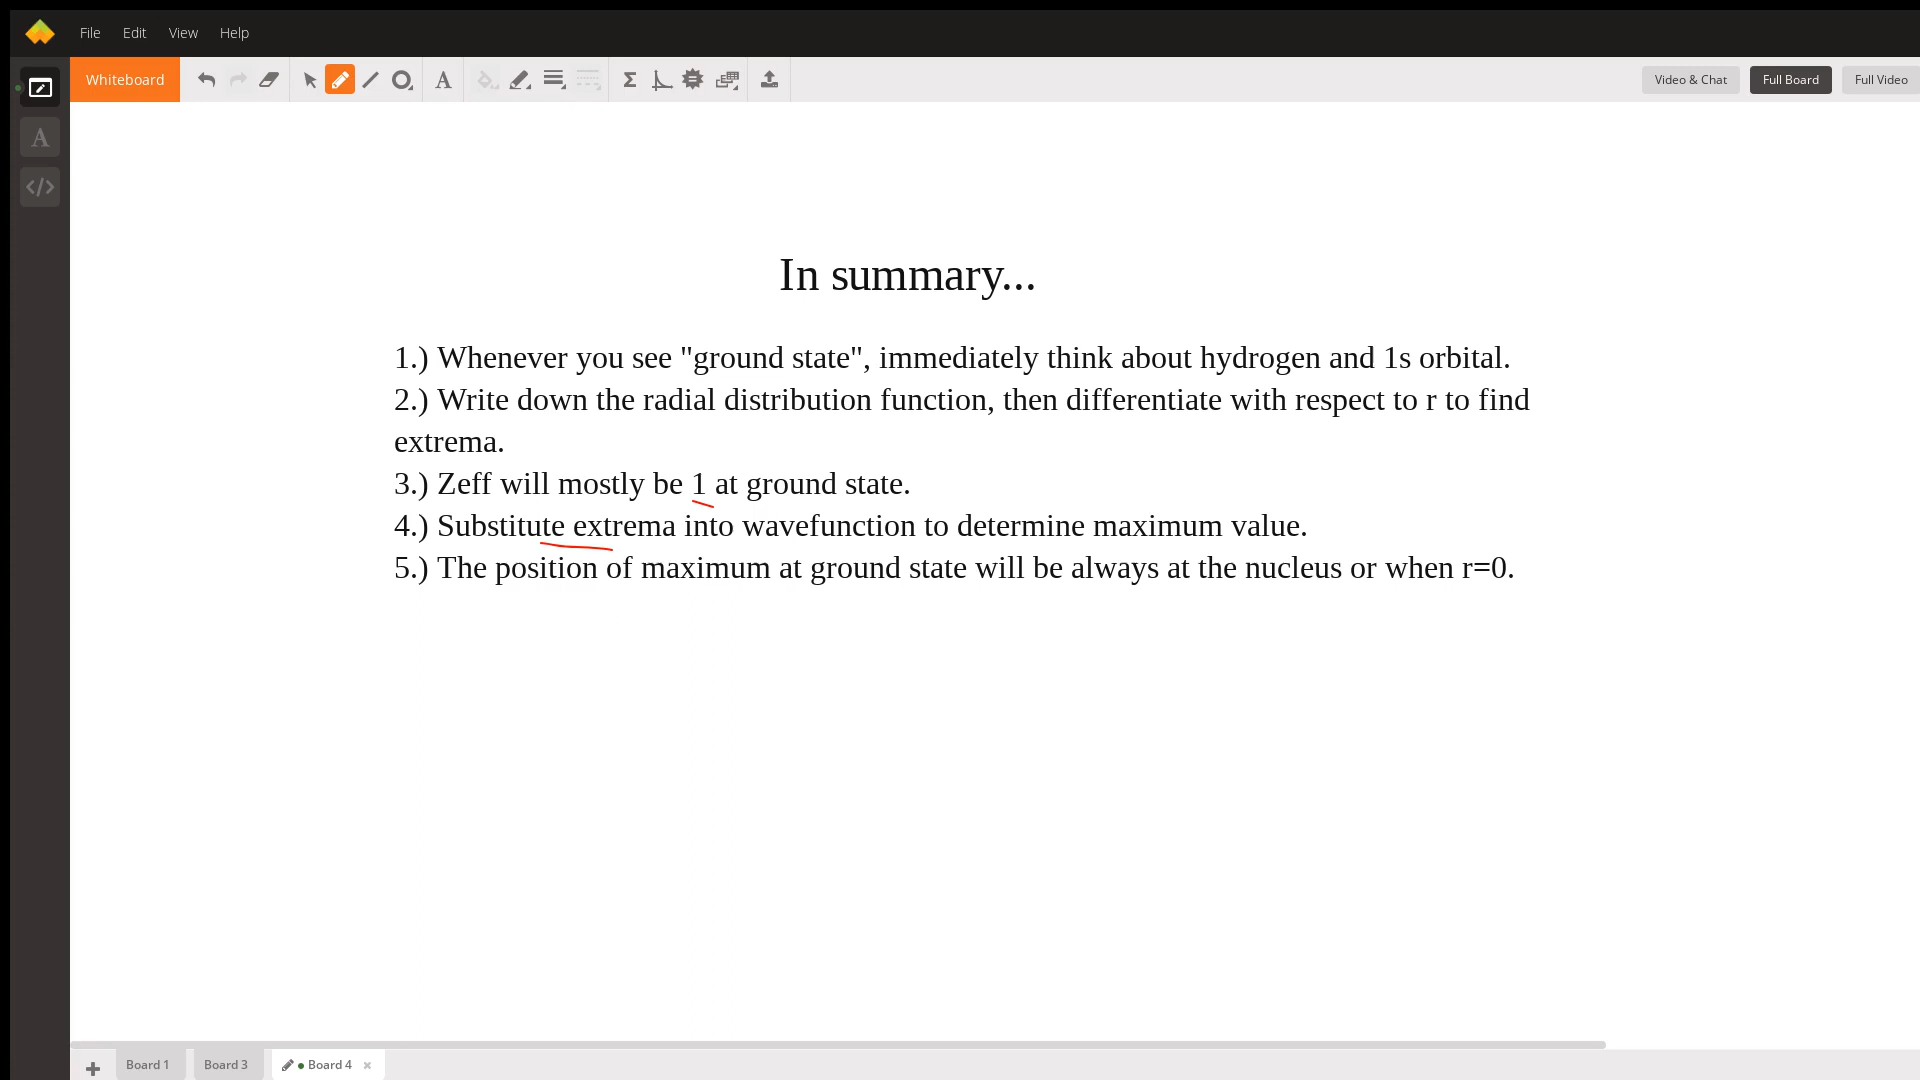 File Edit View Help
Whiteboard
Video & Chat Full Board Full Video
In summary...
1.) Whenever you see "ground state", immediately think about hydrogen and 1s orbital.
2.) Write down the radial distribution function, then differentiate with respect to r to find
extrema.
3.) Zeff will mostly be 1 at ground state.
4.) Substitute extrema into wavefunction to determine maximum value.
5.) The position of maximum at ground state will be always at the nucleus or when r=0.
Board 1 Board 3 Board 4